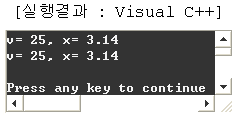 [실행결과 : Visual C++]
v= 25, x= 3.14
v= 25, x= 3.14
Press any key to continue